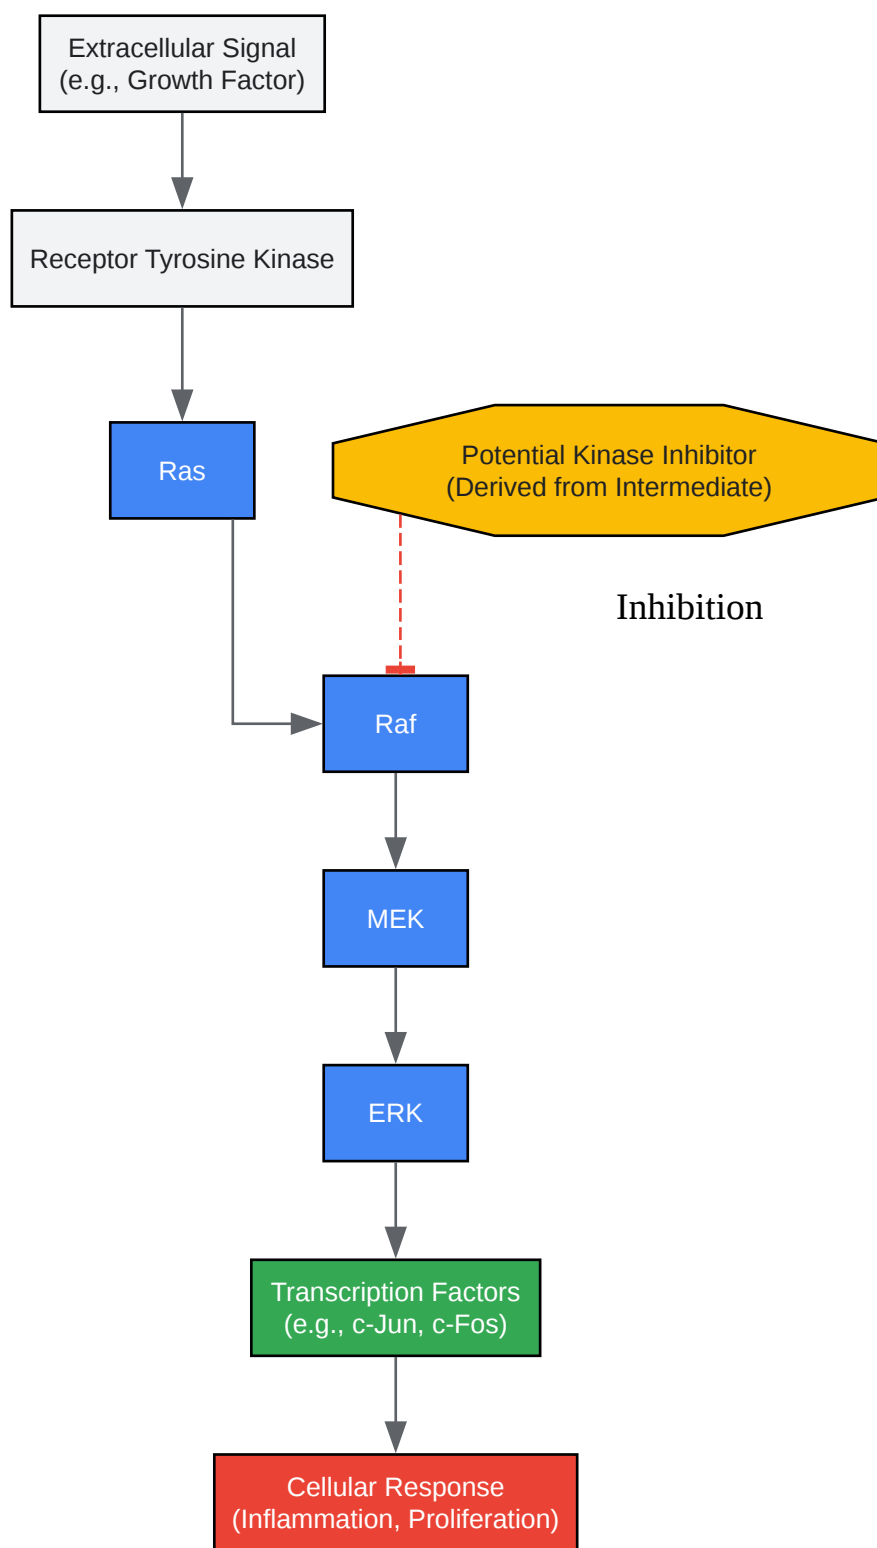 Extracellular Signal
(e.g., Growth Factor)
Receptor Tyrosine Kinase
Ras
Potential Kinase Inhibitor
(Derived from Intermediate)
Inhibition
Raf
MEK
ERK
Transcription Factors
(e.g., c-Jun, c-Fos)
Cellular Response
(Inflammation, Proliferation)